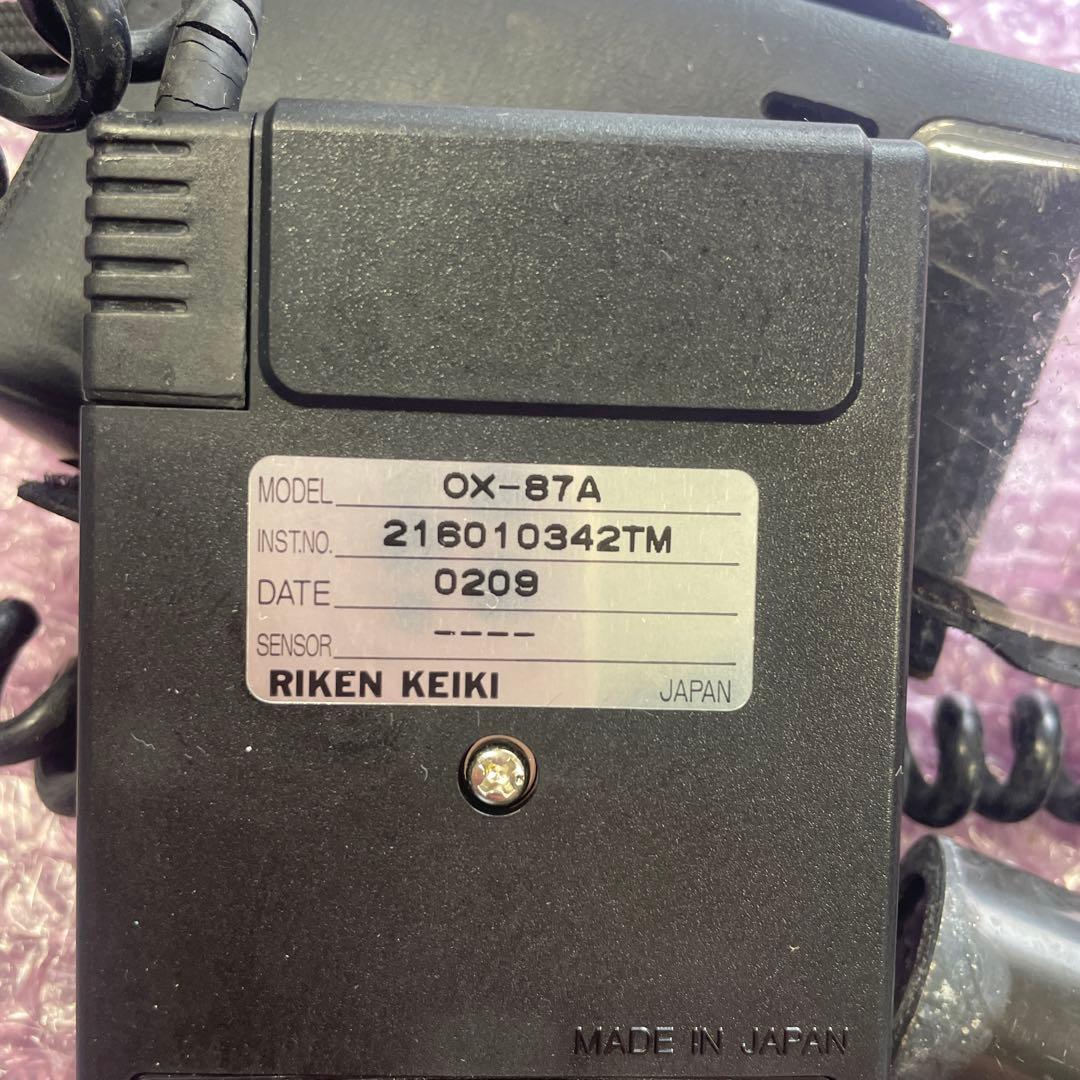 MODEL OX-87A
INST.NO. 216010342TM
DATE 0209
SENSOR ----
RIKEN KEIKI JAPAN
MADE IN JAPAN